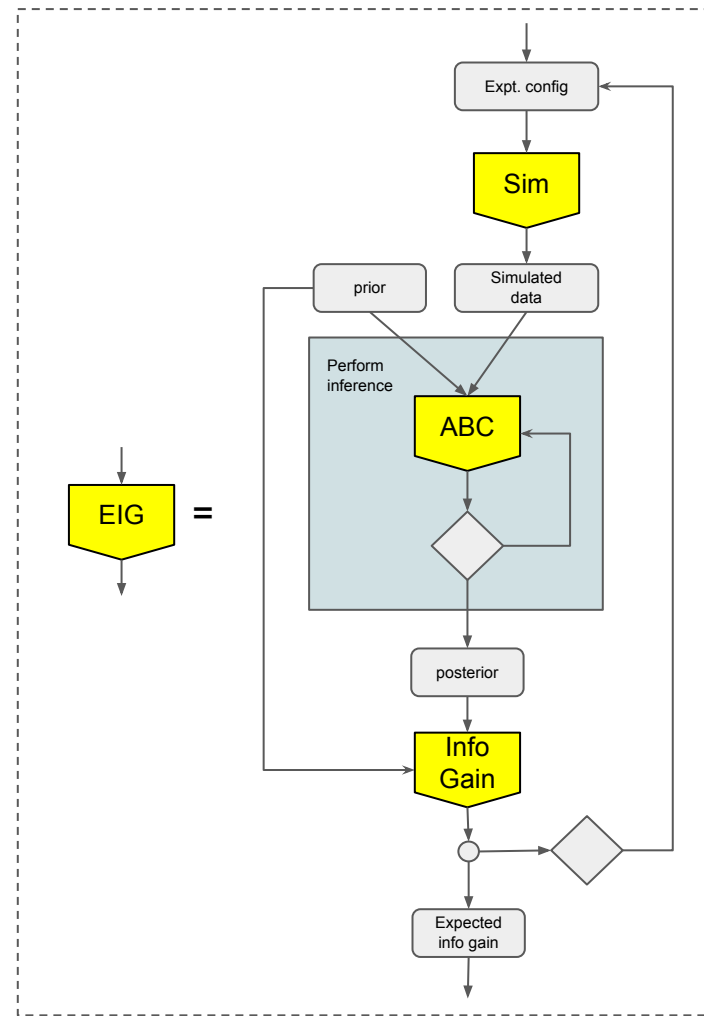 Expt. config
Sim
prior
Simulated
data
Perform
inference
ABC
EIG
=
posterior
Info
Gain
Expected
info gain